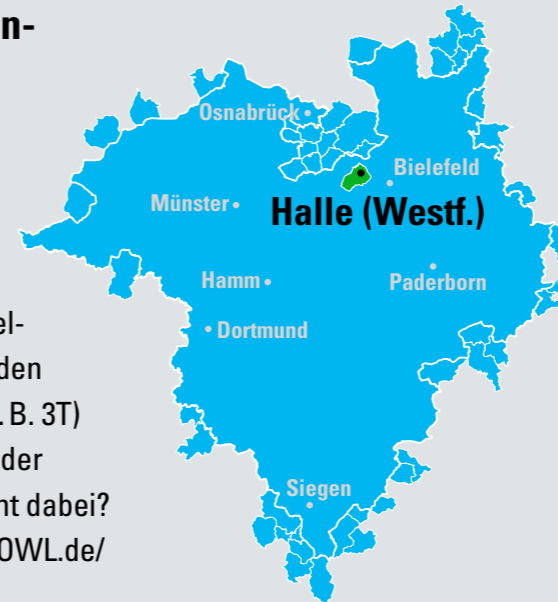 n-
Osnabrück
Bielefeld
Münster
Halle (Westf.)
Hamm
Paderborn
Dortmund
Siegen
el-
den
. B. 3T)
der
nt dabei?
OWL.de/